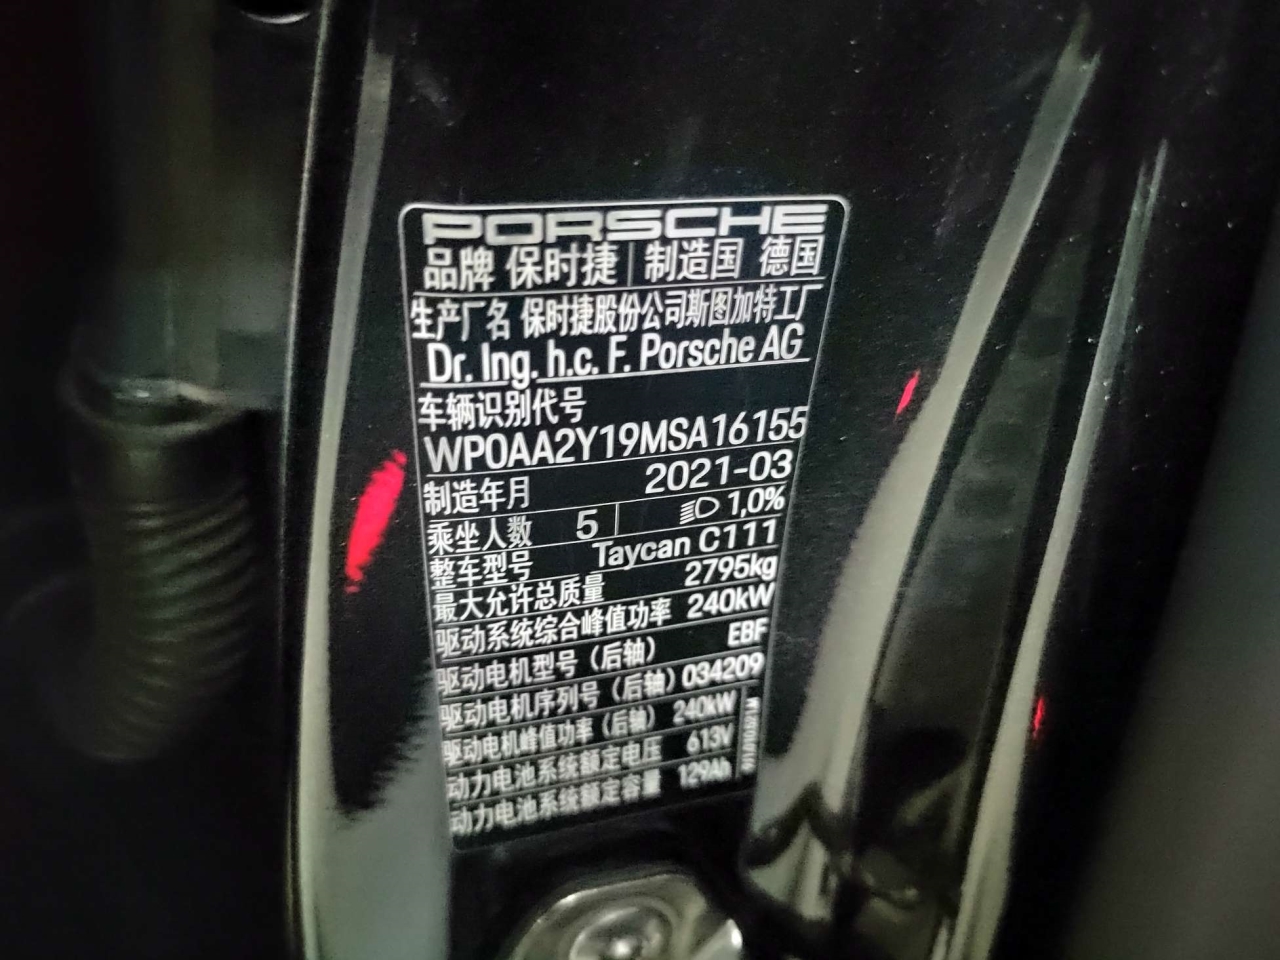 PORSCHE
品牌 保时捷 制造国 德国
生产厂名 保时捷股份公司斯图加特工厂
Dr. Ing. h.c. F. Porsche AG
车辆识别代号
WP0AA2Y19MSA16155
制造年月 2021-03
乘坐人数 5 1,0%
整车型号 Taycan C111
最大允许总质量 2795kg
驱动系统综合峰值功率 240kW
驱动电机型号（后轴） EBF
驱动电机序列号（后轴） 034209
驱动电机峰值功率（后轴） 240kW
动力电池系统额定电压 613V
动力电池系统额定容量 129Ah